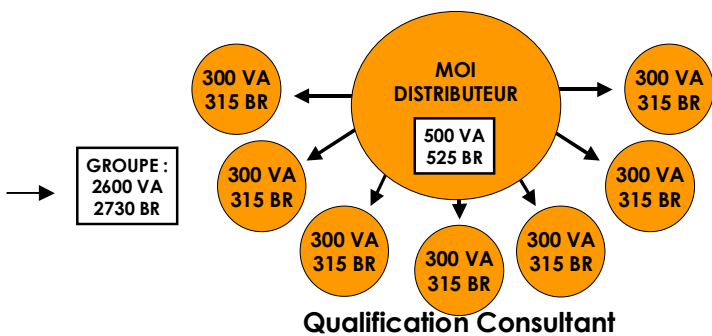 MOI
DISTRIBUTEUR
500 VA
525 BR
300 VA
315 BR
300 VA
315 BR
GROUPE :
2600 VA
2730 BR
300 VA
315 BR
300 VA
315 BR
300 VA
315 BR
300 VA
315 BR
300 VA
315 BR
Qualification Consultant